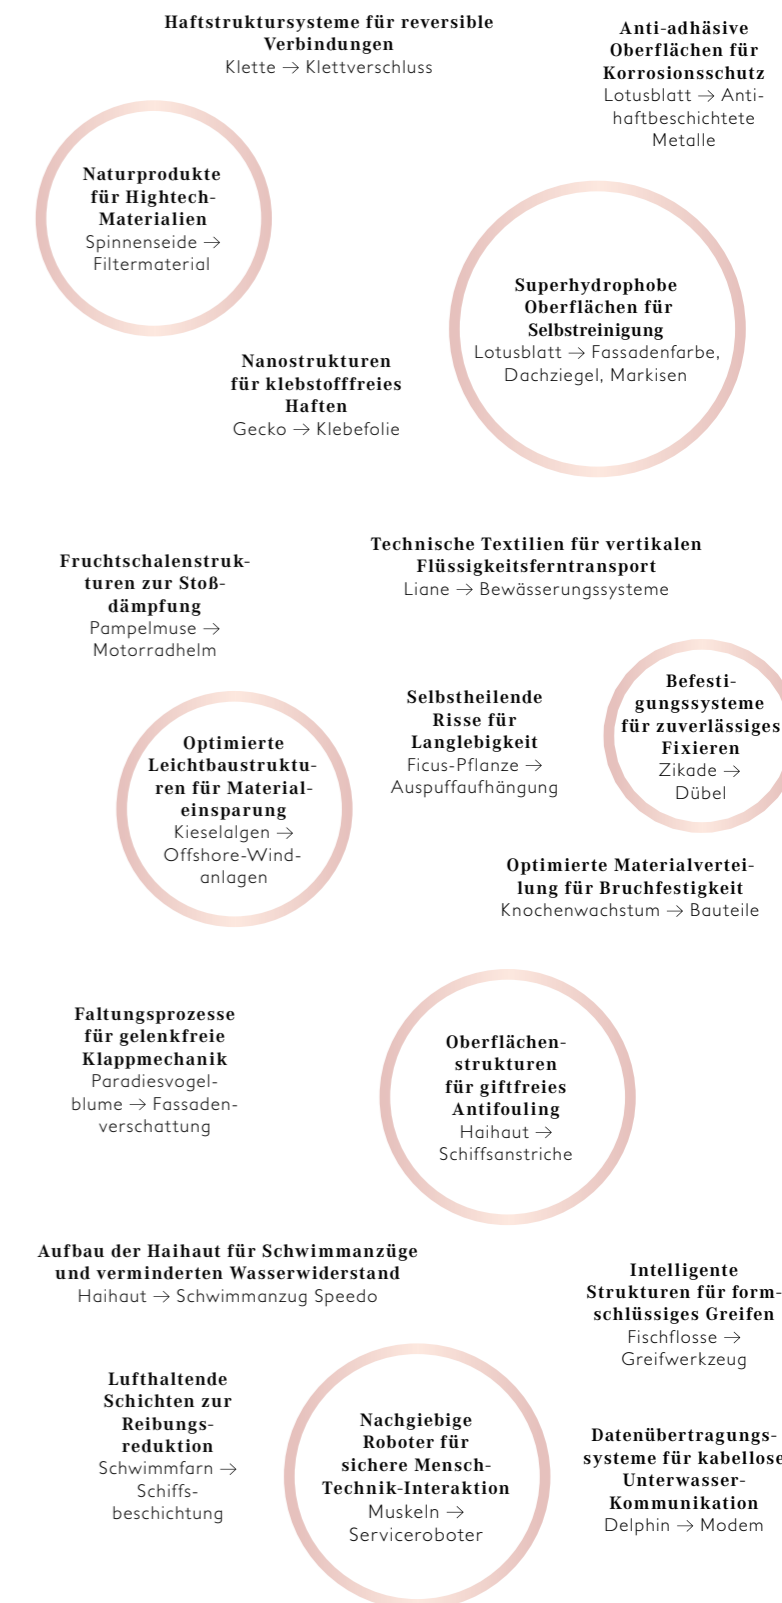 Haftstruktursysteme für reversible
Verbindungen
Klette → Klettverschluss
Anti-adhäsive
Oberflächen für
Korrosionsschutz
Lotusblatt → Anti-
haftbeschichtete
Metalle
Naturprodukte
für Hightech-
Materialien
Spinnenseide →
Filtermaterial
Superhydrophobe
Oberflächen für
Selbstreinigung
Lotusblatt → Fassadenfarbe,
Dachziegel, Markisen
Nanostrukturen
für klebstofffreies
Haften
Gecko → Klebefolie
Technische Textilien für vertikalen
Flüssigkeitsferntransport
Liane → Bewässerungssysteme
Fruchtschalenstruk-
turen zur Stoß-
dämpfung
Pampelmuse →
Motorradhelm
Befesti-
gungssysteme
für zuverlässiges
Fixieren
Zikade →
Dübel
Selbstheilende
Risse für
Langlebigkeit
Ficus-Pflanze →
Auspuffaufhängung
Optimierte
Leichtbaustruktu-
ren für Material-
einsparung
Kieselalgen →
Offshore-Wind-
anlagen
Optimierte Materialvertei-
lung für Bruchfestigkeit
Knochenwachstum → Bauteile
Faltungsprozesse
für gelenkfreie
Klappmechanik
Paradiesvogel-
blume → Fassaden-
verschattung
Oberflächen-
strukturen
für giftfreies
Antifouling
Haihaut →
Schiffsanstriche
Aufbau der Haihaut für Schwimmanzüge
und verminderten Wasserwiderstand
Haihaut → Schwimmanzug Speedo
Intelligente
Strukturen für form-
schlüssiges Greifen
Fischflosse →
Greifwerkzeug
Lufthaltende
Schichten zur
Reibungs-
reduktion
Schwimmfarn →
Schiffs-
beschichtung
Nachgiebige
Roboter für
sichere Mensch-
Technik-Interaktion
Muskeln →
Serviceroboter
Datenübertragungs-
systeme für kabellose
Unterwasser-
Kommunikation
Delphin → Modem